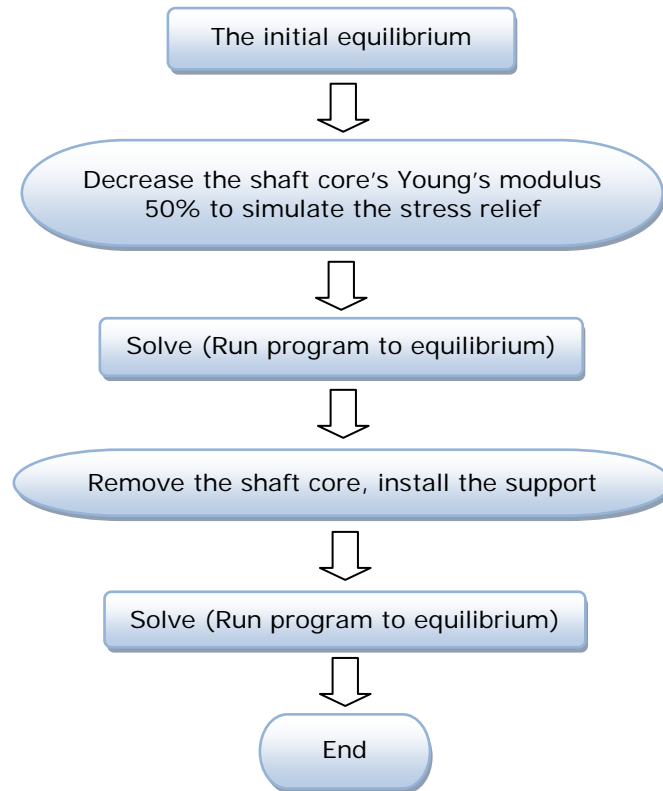 The initial equilibrium
Decrease the shaft core's Young's modulus
50% to simulate the stress relief
Solve (Run program to equilibrium)
Remove the shaft core, install the support
Solve (Run program to equilibrium)
End